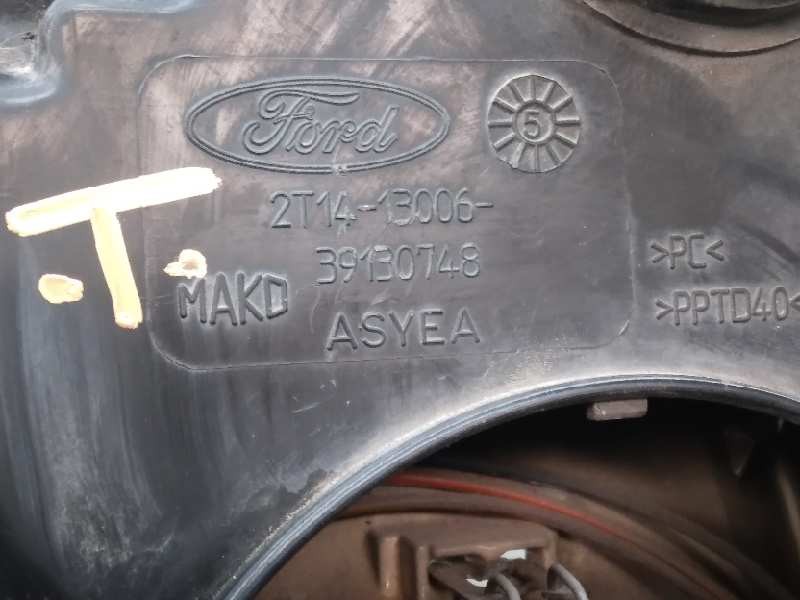 Ford
5
2T14-13006-
39130748
MAKO
ASYEA
>PC<
>PPTD40<
.T.